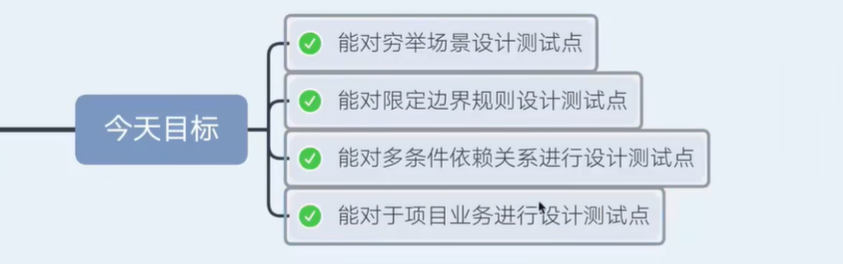 今天目标
能对穷举场景设计测试点
能对限定边界规则设计测试点
能对多条件依赖关系进行设计测试点
能对于项目业务进行设计测试点